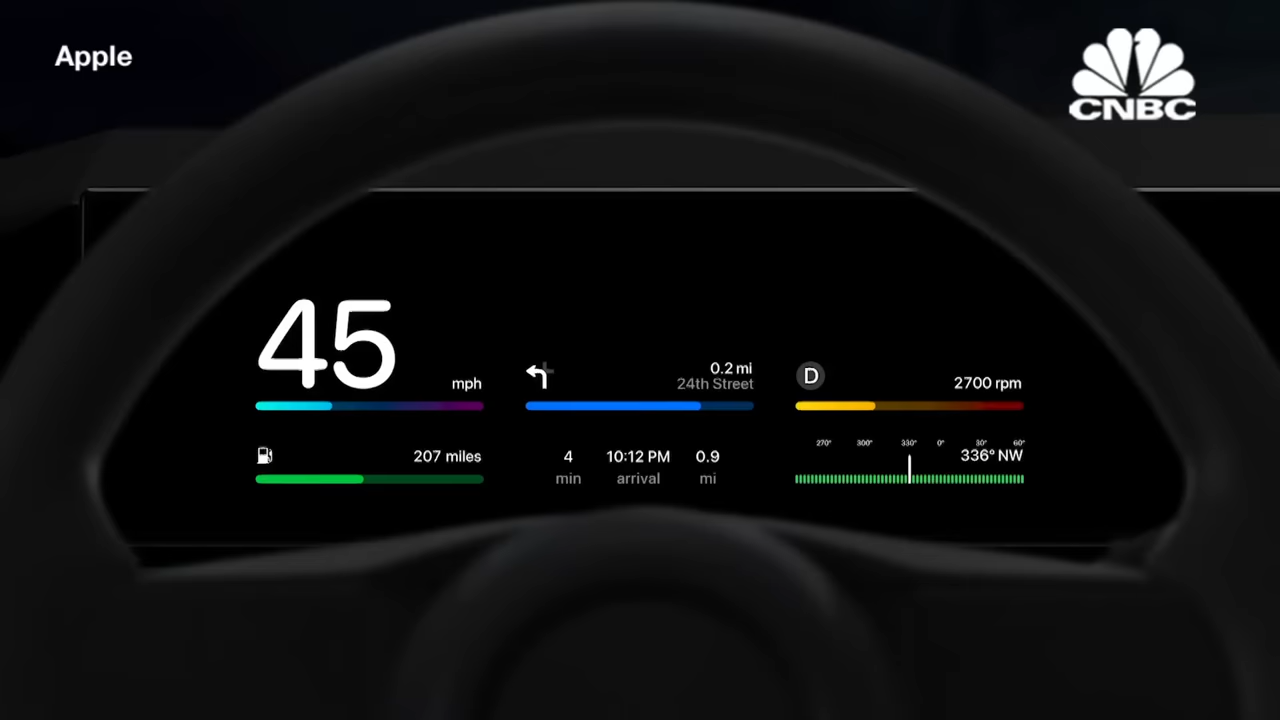 Apple
CNBC
45
mph
0.2 mi
24th Street
D
2700 rpm
207 miles
4
min
10:12 PM
arrival
0.9
mi
270° 300° 330° 0° 30° 60°
336° NW